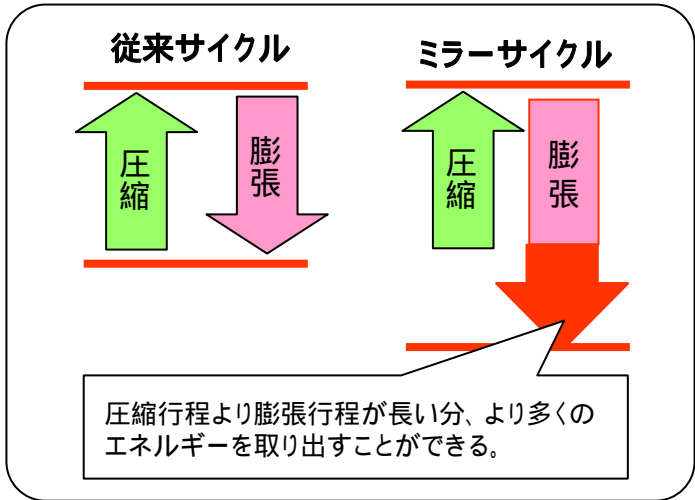 従来サイクル
ミラーサイクル
圧縮
膨張
圧縮
膨張
圧縮行程より膨張行程が長い分、より多くの
エネルギーを取り出すことができる。